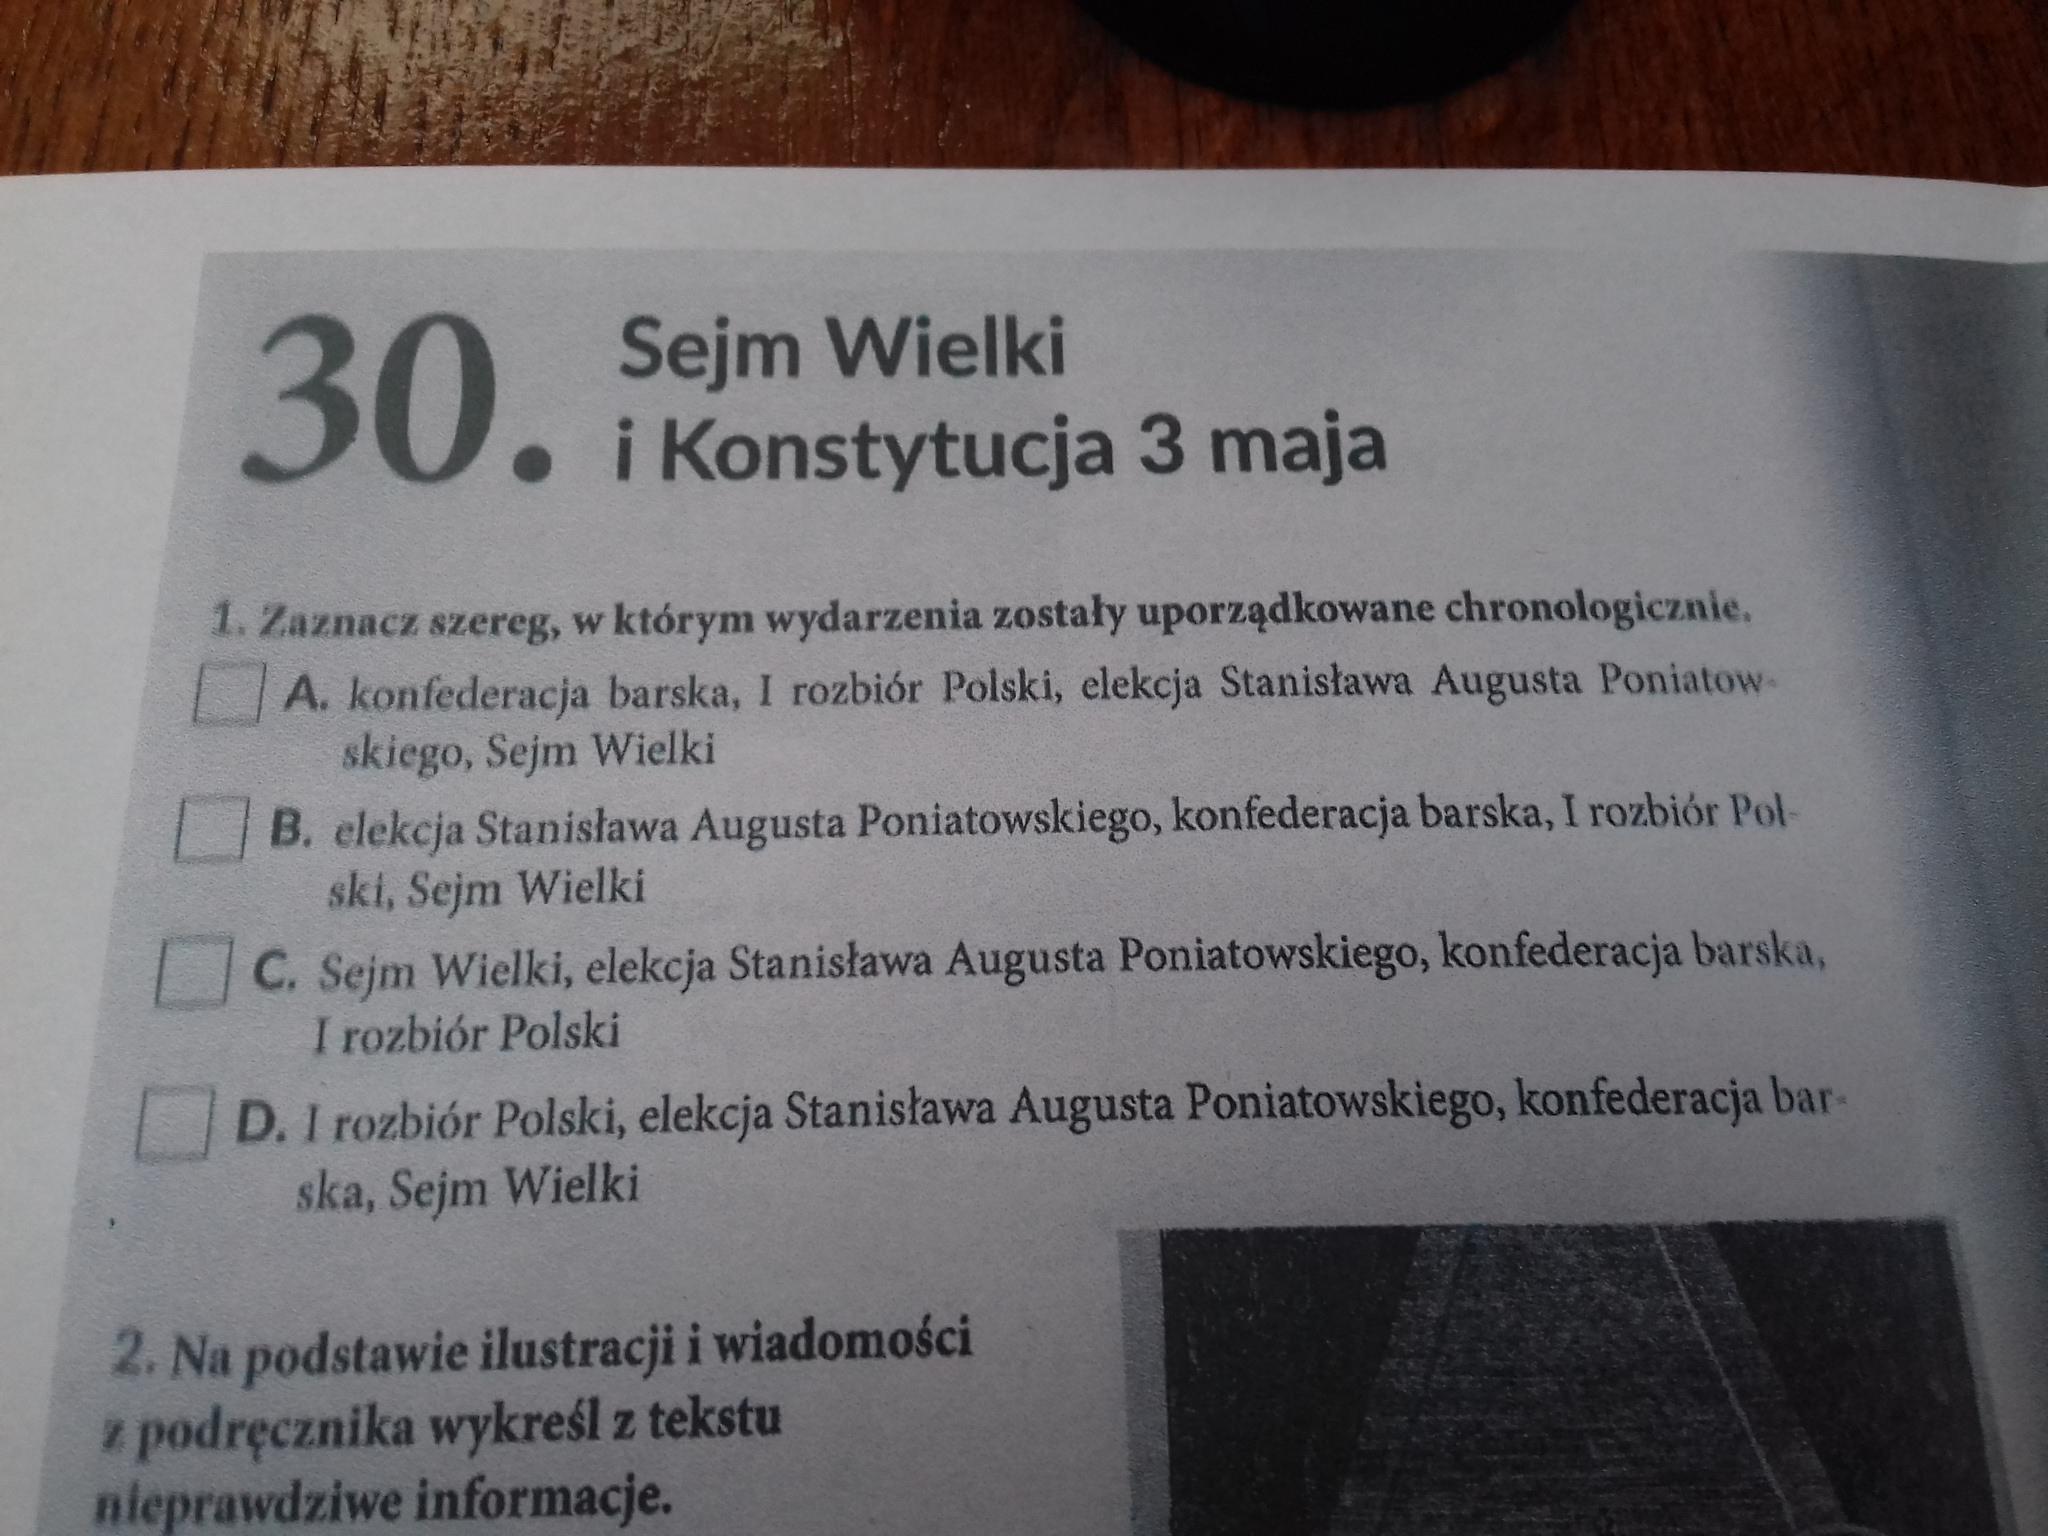 30. Sejm Wielki
i Konstytucja 3 maja
1. Zaznacz szereg, w którym wydarzenia zostały uporządkowane chronologicznie.
A. konfederacja barska, I rozbiór Polski, elekcja Stanisława Augusta Poniatow-
skiego, Sejm Wielki
B. elekcja Stanisława Augusta Poniatowskiego, konfederacja barska, I rozbiór Pol-
ski, Sejm Wielki
C. Sejm Wielki, elekcja Stanisława Augusta Poniatowskiego, konfederacja barska,
I rozbiór Polski
D. I rozbiór Polski, elekcja Stanisława Augusta Poniatowskiego, konfederacja bar-
ska, Sejm Wielki
2. Na podstawie ilustracji i wiadomości
z podręcznika wykreśl z tekstu
nieprawdziwe informacje.